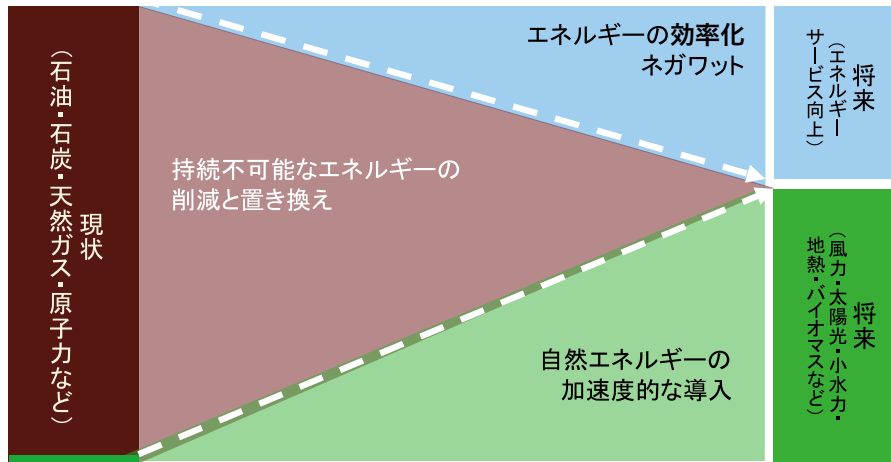 現状
（石油・石炭・天然ガス・原子力など）
持続不可能なエネルギーの
削減と置き換え
エネルギーの効率化
ネガワット
自然エネルギーの
加速度的な導入
将来
（エネルギー
サービス向上）
将来
（風力・太陽光・小水力・
地熱・バイオマスなど）